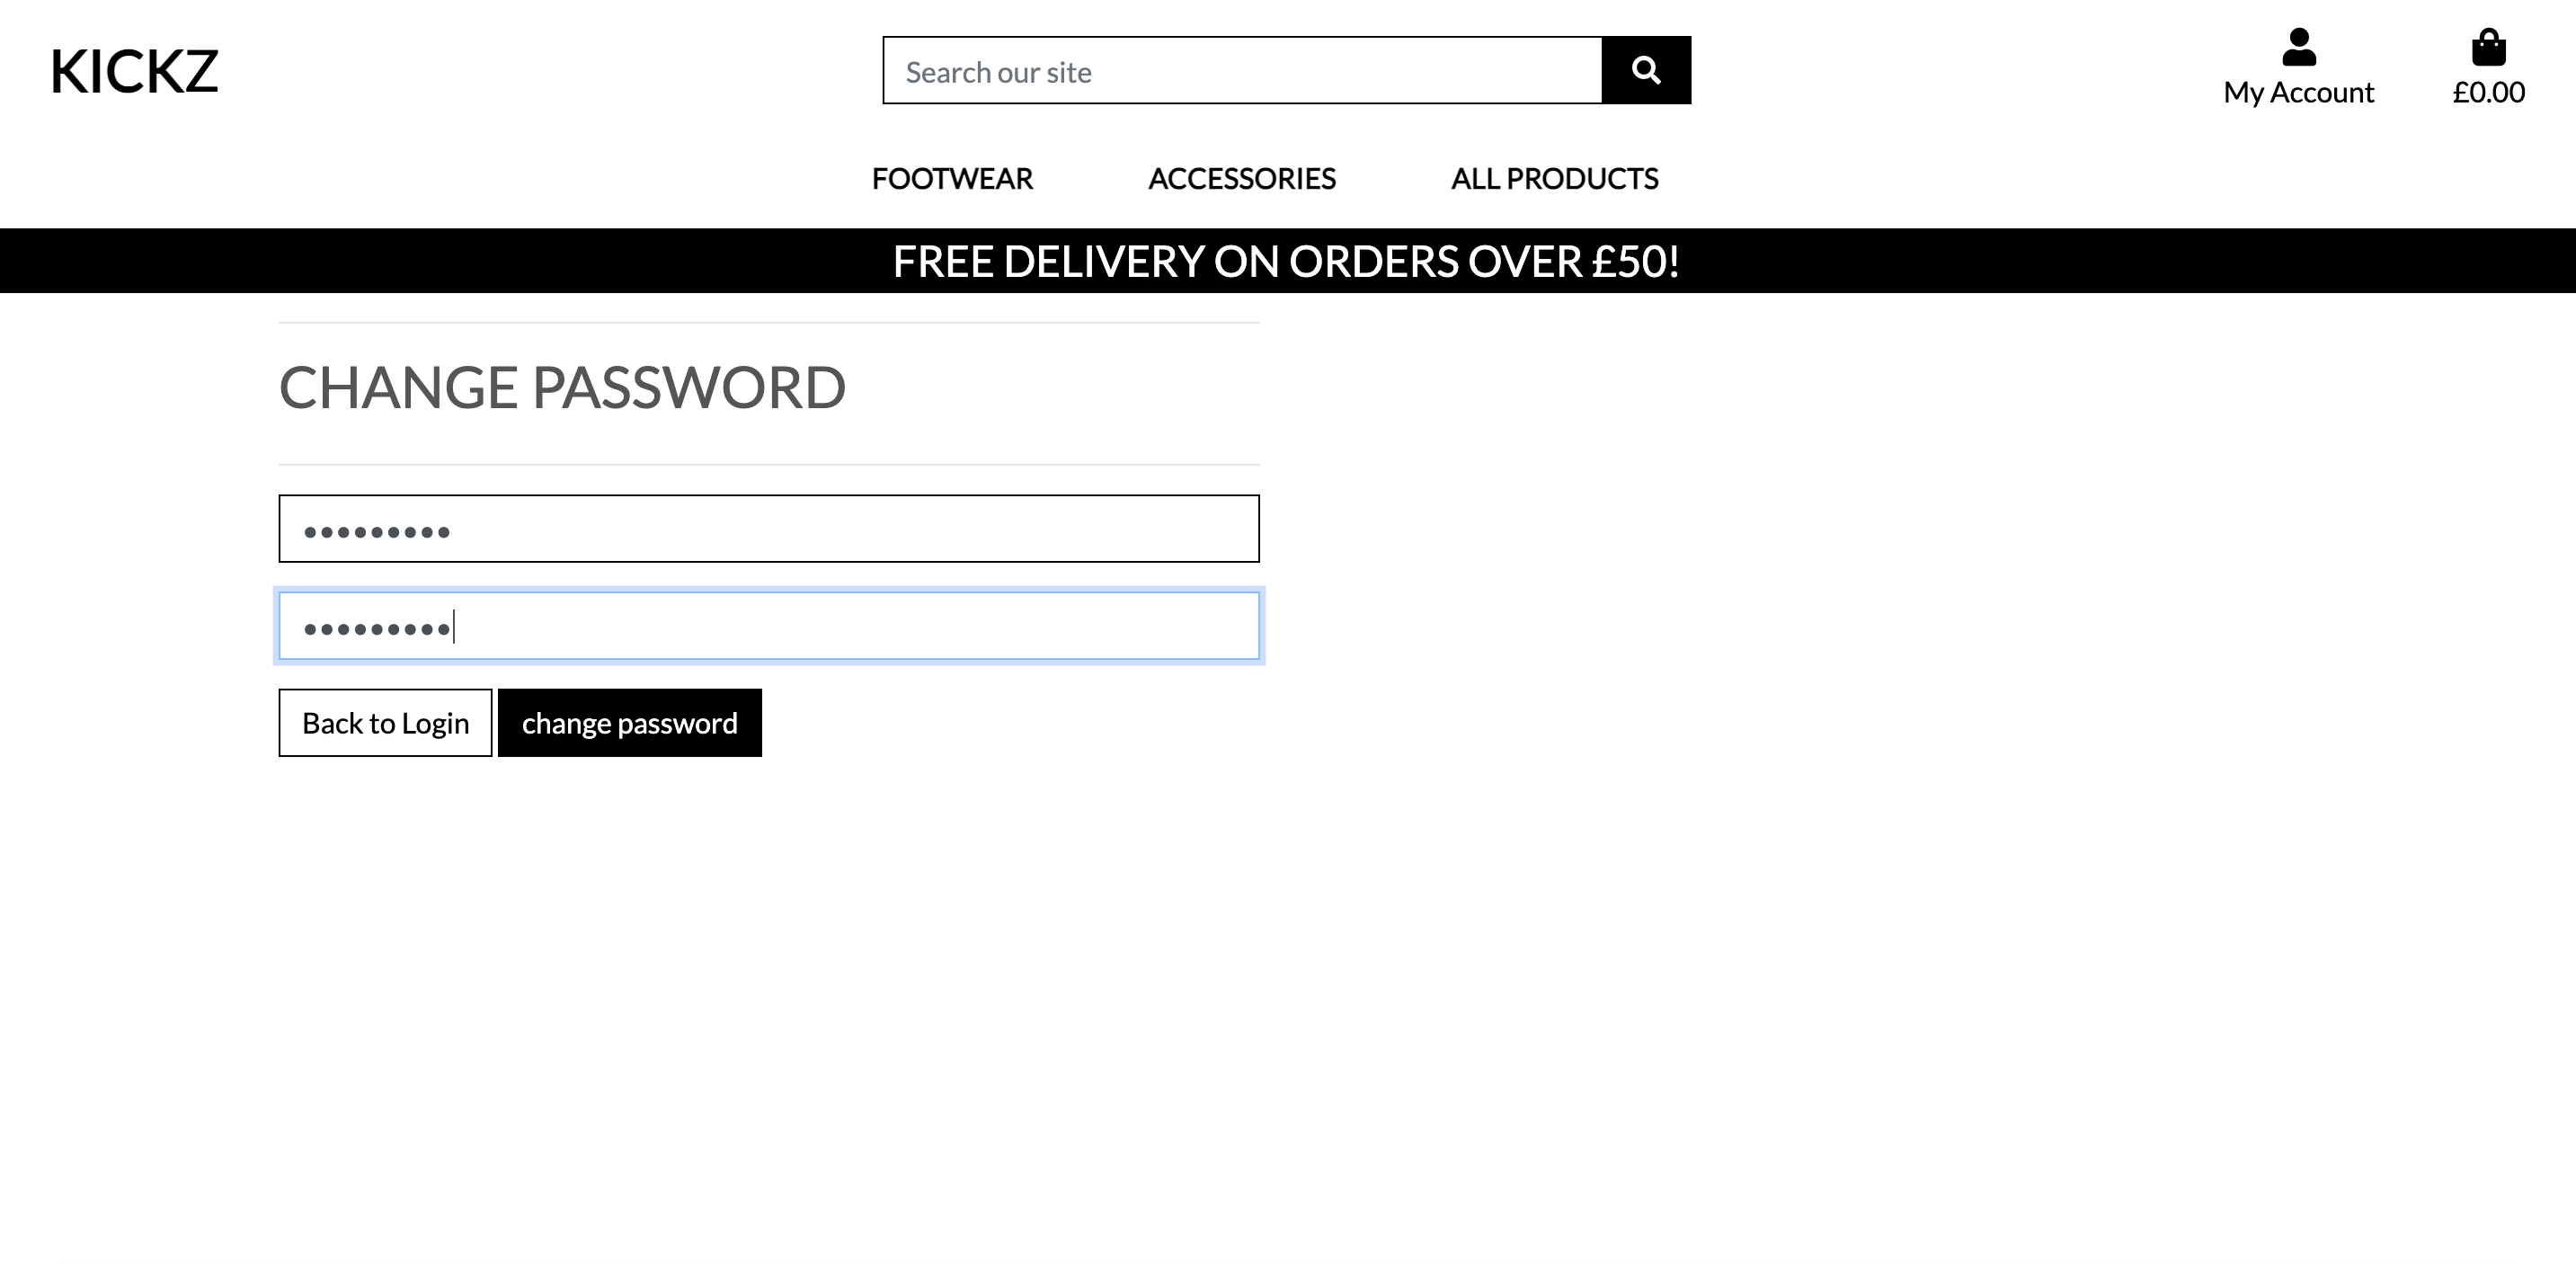 KICKZ
Search our site
My Account
£0.00
FOOTWEAR ACCESSORIES ALL PRODUCTS
FREE DELIVERY ON ORDERS OVER £50!
CHANGE PASSWORD
•••••••••
•••••••••
Back to Login change password